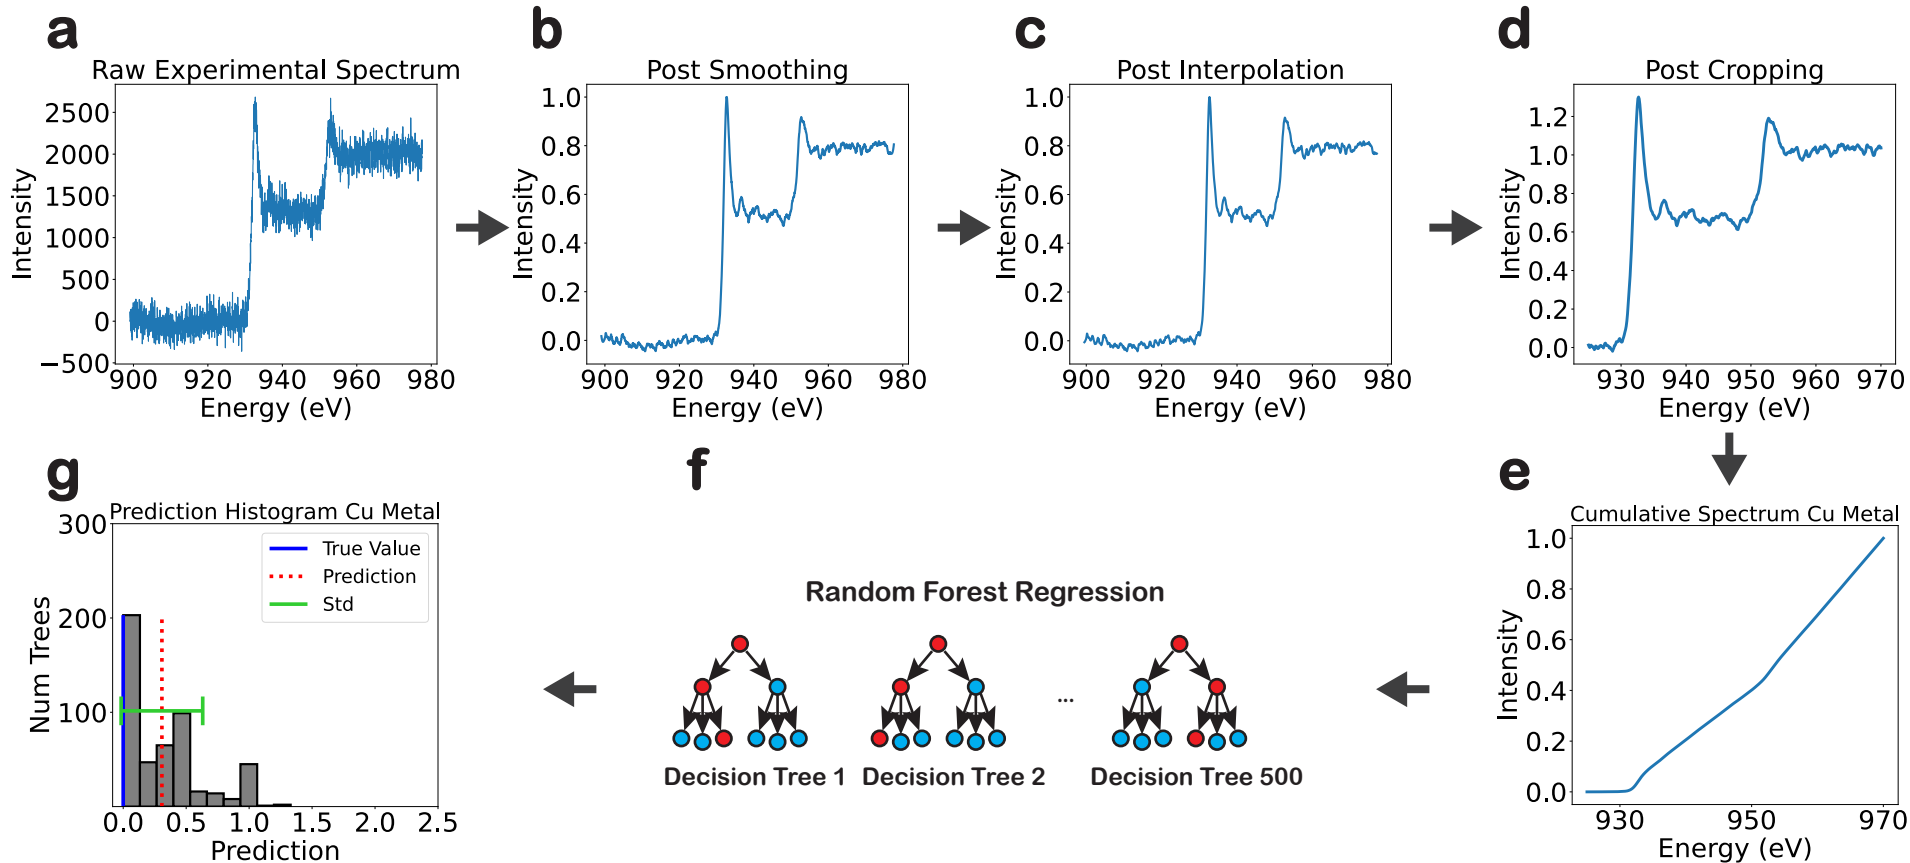 a
Raw Experimental Spectrum
Intensity
2500
2000
1500
1000
500
0
−500
900 920 940 960 980
Energy (eV)
b
Post Smoothing
Intensity
1.0
0.8
0.6
0.4
0.2
0.0
900 920 940 960 980
Energy (eV)
c
Post Interpolation
Intensity
1.0
0.8
0.6
0.4
0.2
0.0
900 920 940 960 980
Energy (eV)
d
Post Cropping
Intensity
1.2
1.0
0.8
0.6
0.4
0.2
0.0
930 940 950 960 970
Energy (eV)
e
Cumulative Spectrum Cu Metal
Intensity
1.0
0.8
0.6
0.4
0.2
0.0
930 950 970
Energy (eV)
f
Random Forest Regression
...
Decision Tree 1 Decision Tree 2 Decision Tree 500
g
Prediction Histogram Cu Metal
Num Trees
300
200
100
True Value
Prediction
Std
0.0 0.5 1.0 1.5 2.0 2.5
Prediction